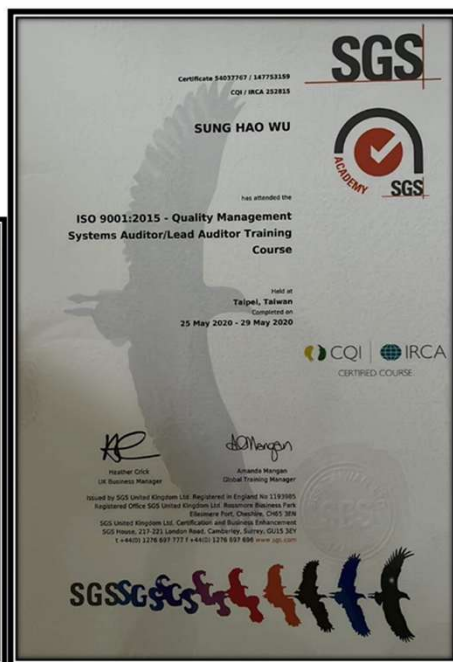 SGS
Certificate 54037767 / 147753159
CQI / IRCA 252815
SUNG HAO WU
ACADEMY
SGS
has attended the
ISO 9001:2015 - Quality Management
Systems Auditor/Lead Auditor Training
Course
Held at
Taipei, Taiwan
Completed on
25 May 2020 - 29 May 2020
CQI IRCA
CERTIFIED COURSE
Heather Crick
UK Business Manager
Amanda Mangan
Global Training Manager
Issued by SGS United Kingdom Ltd. Registered in England No 1193985
Registered Office SGS United Kingdom Ltd. Rossmore Business Park
Ellesmere Port, Cheshire, CH65 3EN
SGS United Kingdom Ltd. Certification and Business Enhancement
SGS House, 217-221 London Road, Camberley, Surrey, GU15 3EY
t +44(0) 1276 697 777 f +44(0) 1276 697 696 www.sgs.com
SGS
SGSSGSSGS